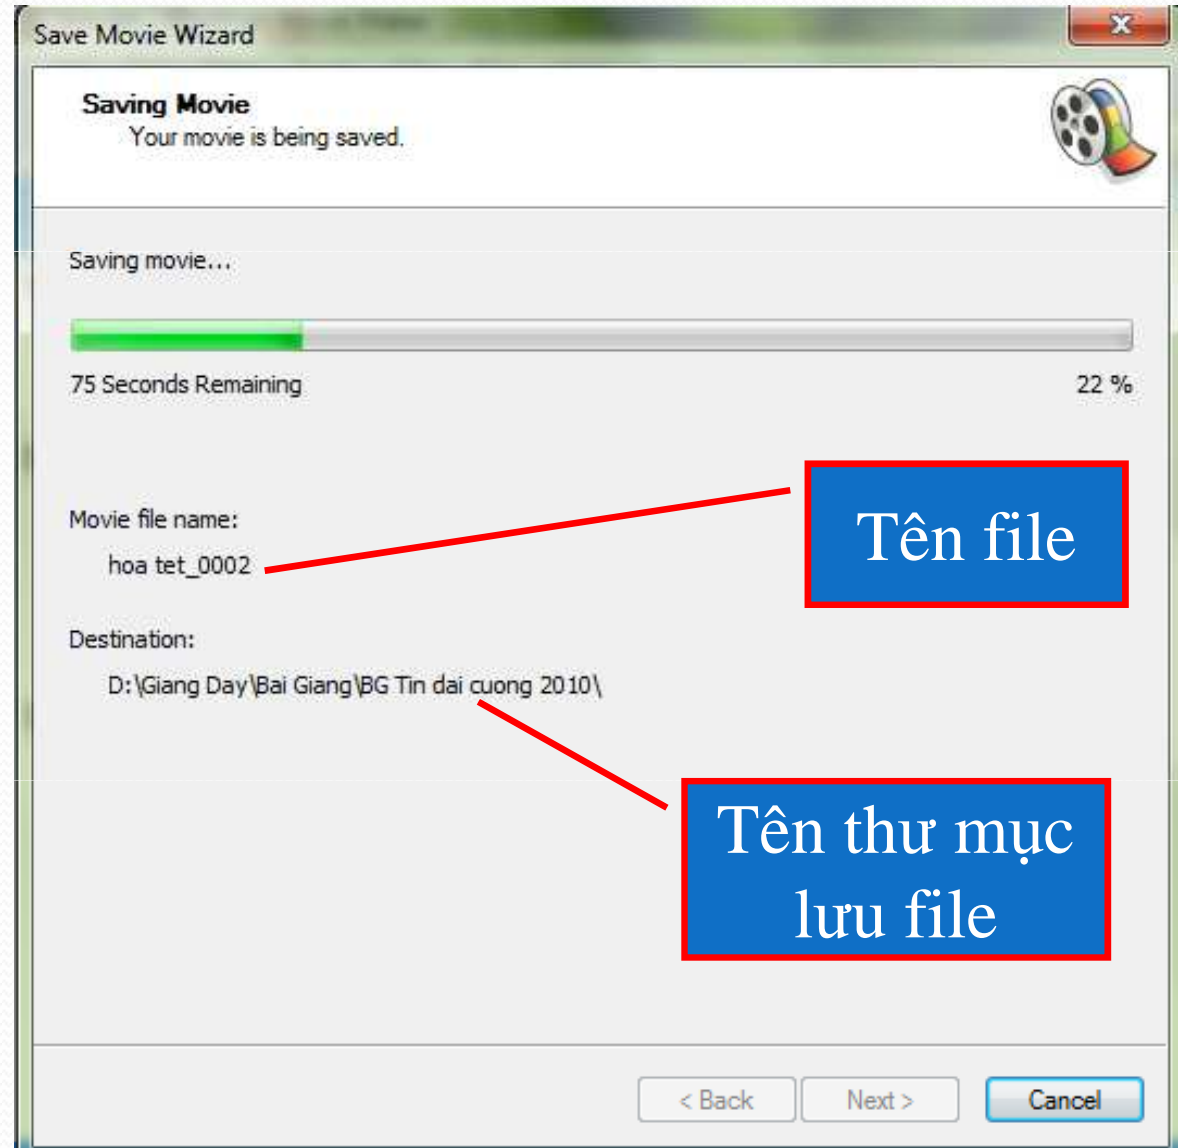 Save Movie Wizard
Saving Movie
Your movie is being saved.
Saving movie...
75 Seconds Remaining
22 %
Movie file name:
hoa tet_0002
Tên file
Destination:
D:\Giang Day\Bai Giang\BG Tin dai cuong 2010\
Tên thư mục
lưu file
< Back
Next >
Cancel